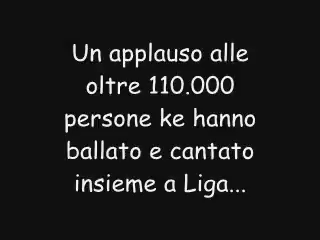 Un applauso alle
oltre 110.000
persone ke hanno
ballato e cantato
insieme a Liga...